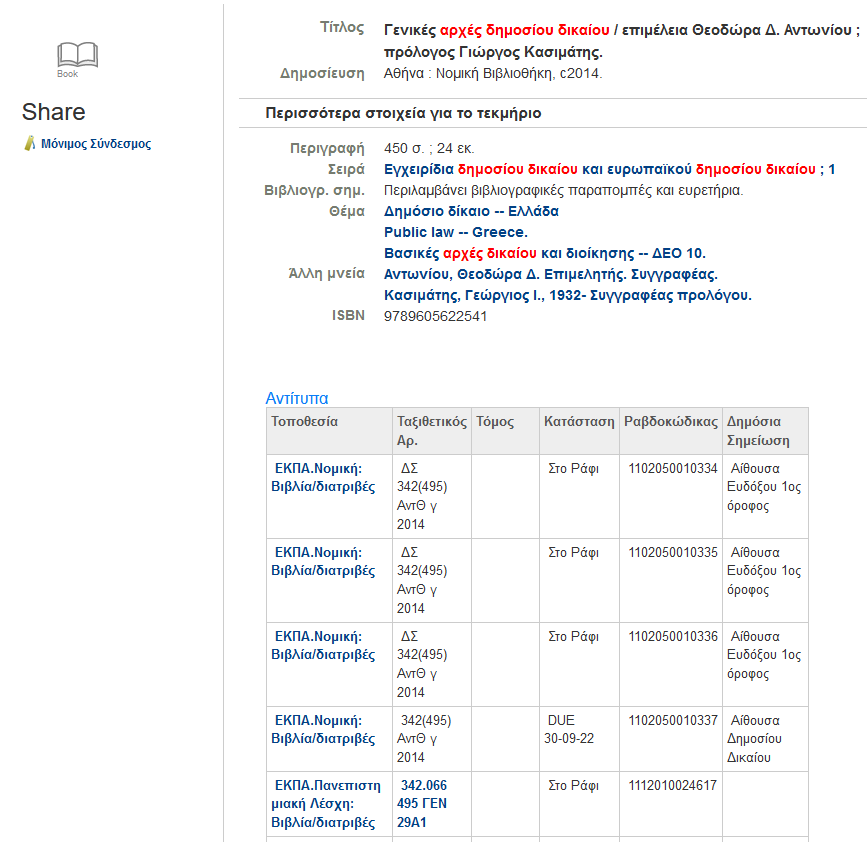 Book
Share
Μόνιμος Σύνδεσμος
Τίτλος Γενικές αρχές δημοσίου δικαίου / επιμέλεια Θεοδώρα Δ. Αντωνίου ;
πρόλογος Γιώργος Κασιμάτης.
Δημοσίευση Αθήνα : Νομική Βιβλιοθήκη, c2014.
Περισσότερα στοιχεία για το τεκμήριο
Περιγραφή 450 σ. ; 24 εκ.
Σειρά Εγχειρίδια δημοσίου δικαίου και ευρωπαϊκού δημοσίου δικαίου ; 1
Βιβλιογρ. σημ. Περιλαμβάνει βιβλιογραφικές παραπομπές και ευρετήρια.
Θέμα Δημόσιο δίκαιο -- Ελλάδα
Public law -- Greece.
Βασικές αρχές δικαίου και διοίκησης -- ΔΕΟ 10.
Άλλη μνεία Αντωνίου, Θεοδώρα Δ. Επιμελητής. Συγγραφέας.
Κασιμάτης, Γεώργιος Ι., 1932- Συγγραφέας προλόγου.
ISBN 9789605622541
Αντίτυπα
Τοποθεσία Ταξιθετικός Τόμος Κατάσταση Ραβδοκώδικας Δημόσια
Αρ. Σημείωση
ΕΚΠΑ.Νομική: ΔΣ Στο Ράφι 1102050010334 Αίθουσα
Βιβλία/διατριβές 342(495) Ευδόξου 1ος
ΑντΘ γ όροφος
2014
ΕΚΠΑ.Νομική: ΔΣ Στο Ράφι 1102050010335 Αίθουσα
Βιβλία/διατριβές 342(495) Ευδόξου 1ος
ΑντΘ γ όροφος
2014
ΕΚΠΑ.Νομική: ΔΣ Στο Ράφι 1102050010336 Αίθουσα
Βιβλία/διατριβές 342(495) Ευδόξου 1ος
ΑντΘ γ όροφος
2014
ΕΚΠΑ.Νομική: 342(495) DUE 1102050010337 Αίθουσα
Βιβλία/διατριβές ΑντΘ γ 30-09-22 Δημοσίου
2014 Δικαίου
ΕΚΠΑ.Πανεπιστη 342.066 Στο Ράφι 1112010024617
μιακή Λέσχη: 495 ΓΕΝ
Βιβλία/διατριβές 29Α1